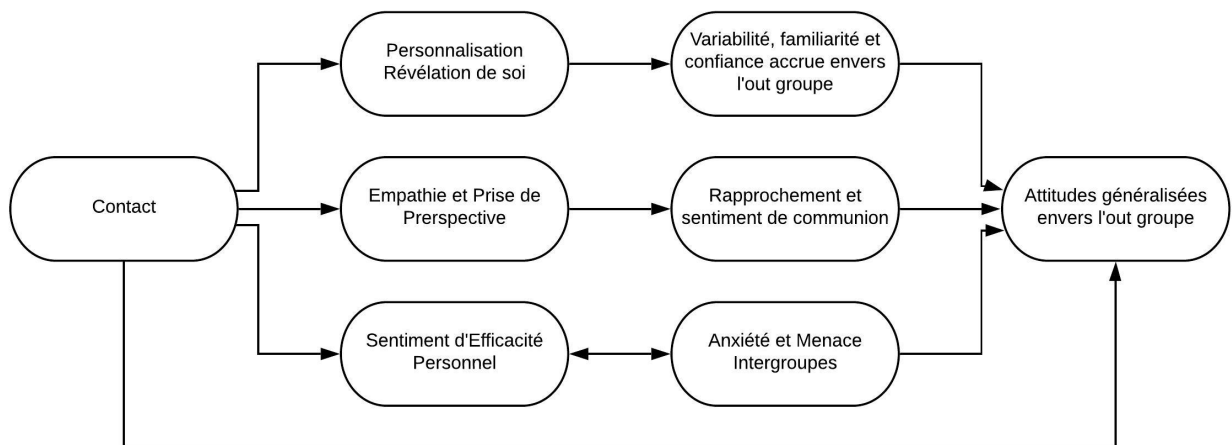 Personnalisation
Révélation de soi
Variabilité, familiarité et
confiance accrue envers
l'out groupe
Contact
Empathie et Prise de
Prerspective
Rapprochement et
sentiment de communion
Attitudes généralisées
envers l'out groupe
Sentiment d'Efficacité
Personnel
Anxiété et Menace
Intergroupes